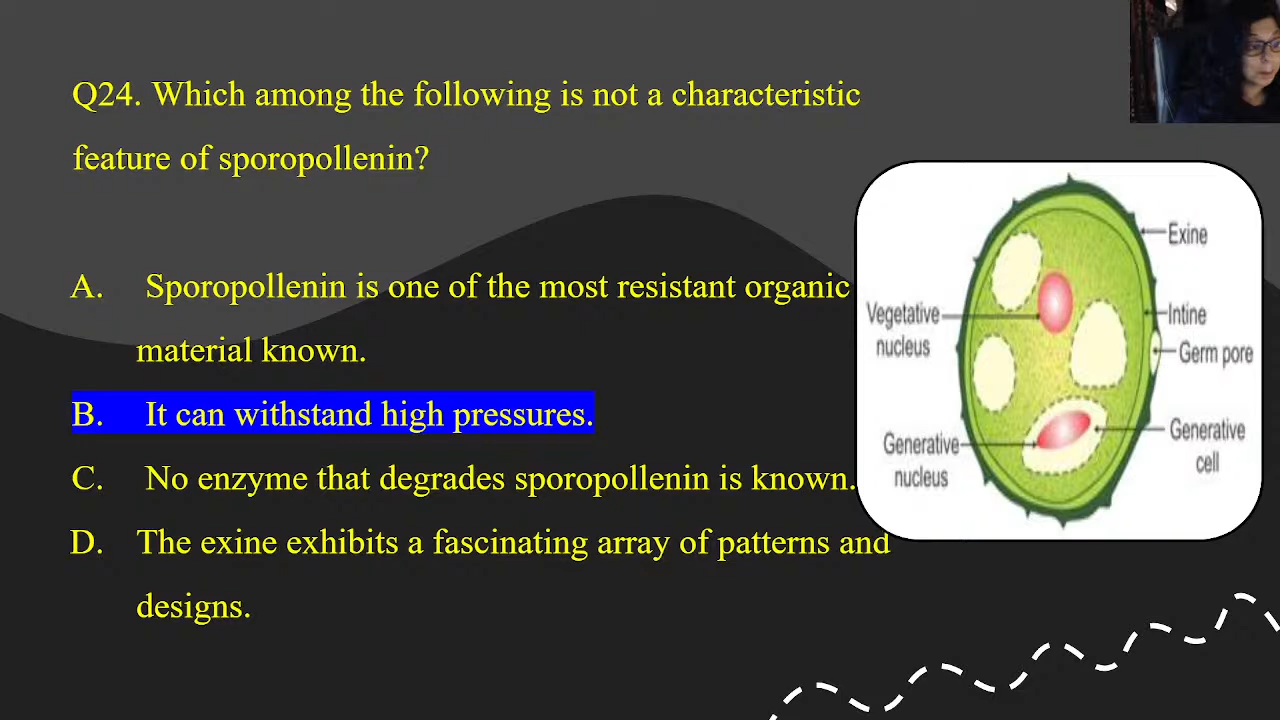 Q24. Which among the following is not a characteristic
feature of sporopollenin?
A. Sporopollenin is one of the most resistant organic
material known.
B. It can withstand high pressures.
C. No enzyme that degrades sporopollenin is known.
D. The exine exhibits a fascinating array of patterns and
designs.
Exine
Vegetative
nucleus
Intine
Germ pore
Generative
nucleus
Generative
cell